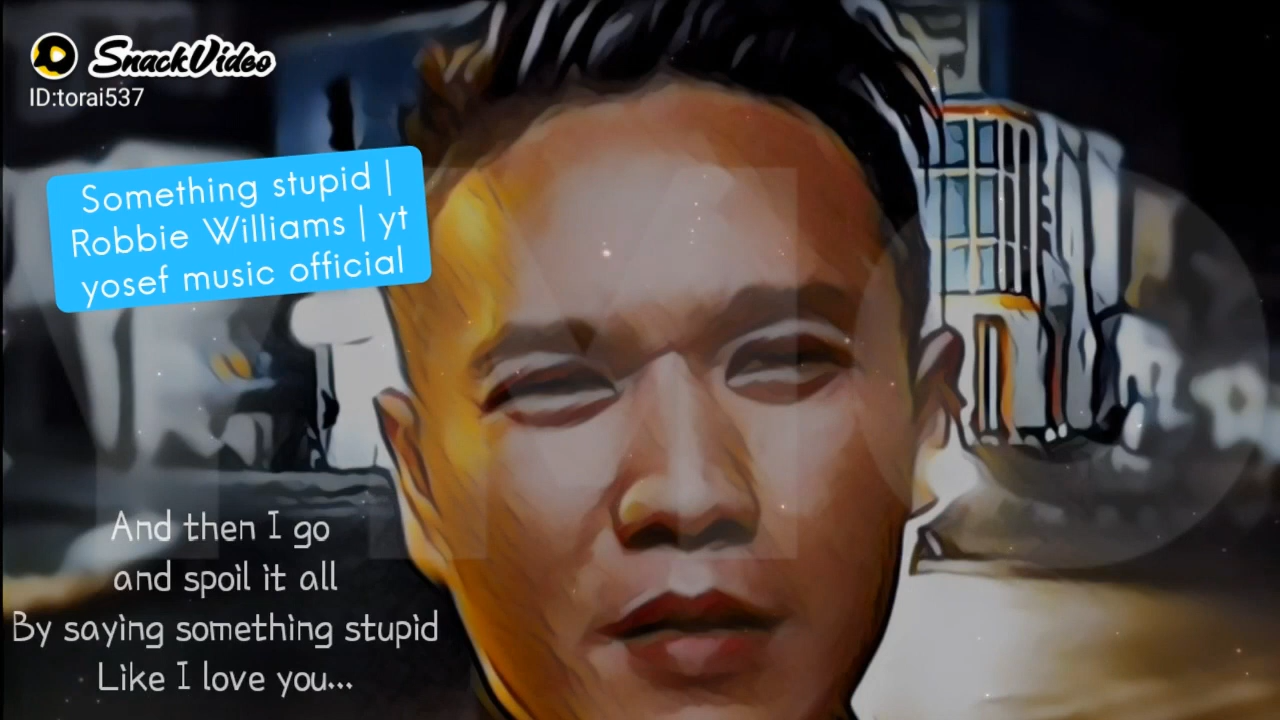 SnackVideo
ID:torai537
Something stupid |
Robbie Williams | yt
yosef music official
And then I go
and spoil it all
By saying something stupid
Like I love you...
YMO